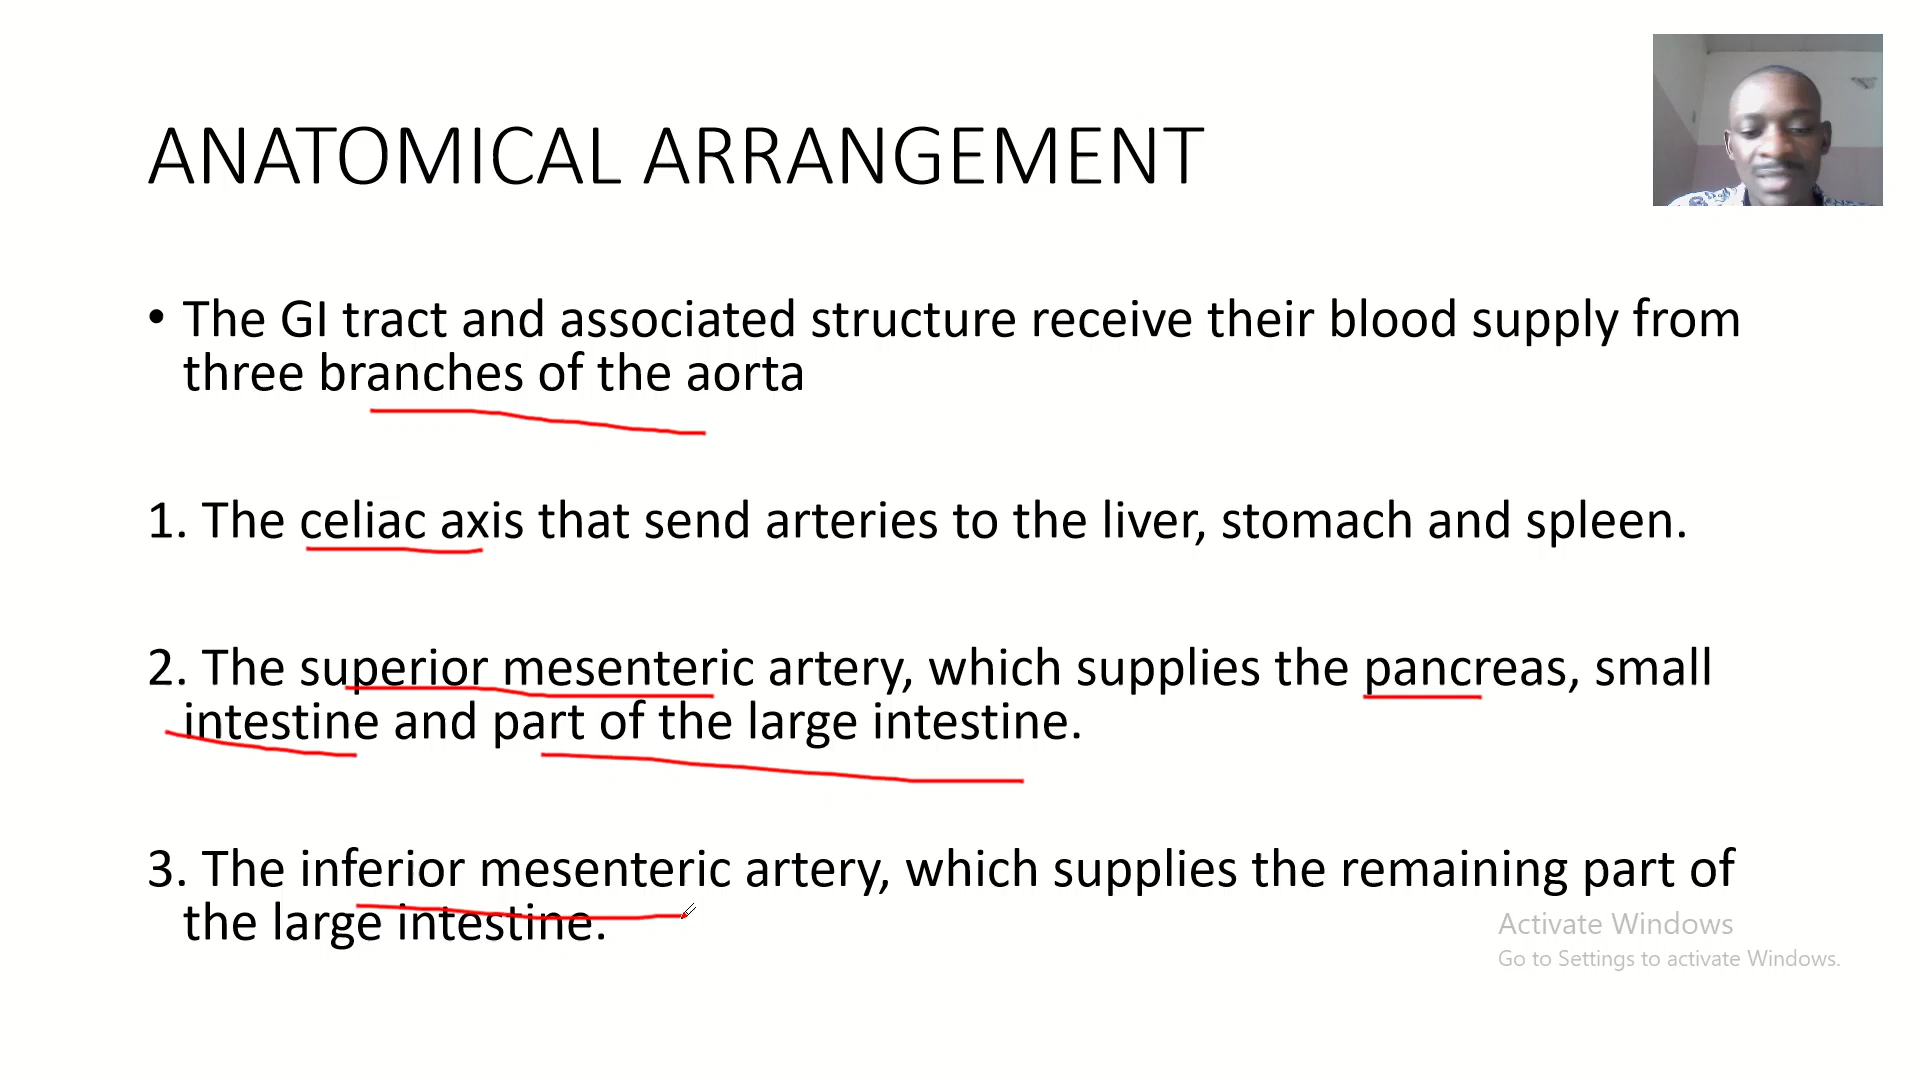 ANATOMICAL ARRANGEMENT
• The GI tract and associated structure receive their blood supply from
three branches of the aorta
1. The celiac axis that send arteries to the liver, stomach and spleen.
2. The superior mesenteric artery, which supplies the pancreas, small
intestine and part of the large intestine.
3. The inferior mesenteric artery, which supplies the remaining part of
the large intestine.
Activate Windows
Go to Settings to activate Windows.